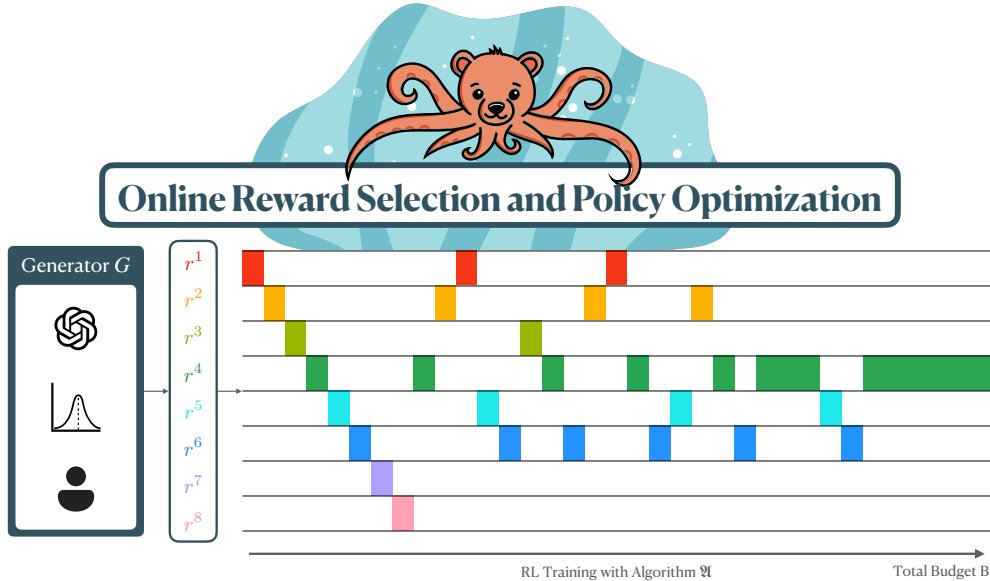 Online Reward Selection and Policy Optimization
Generator G
r¹
r²
r³
r⁴
r⁵
r⁶
r⁷
r⁸
RL Training with Algorithm 𝔄
Total Budget B